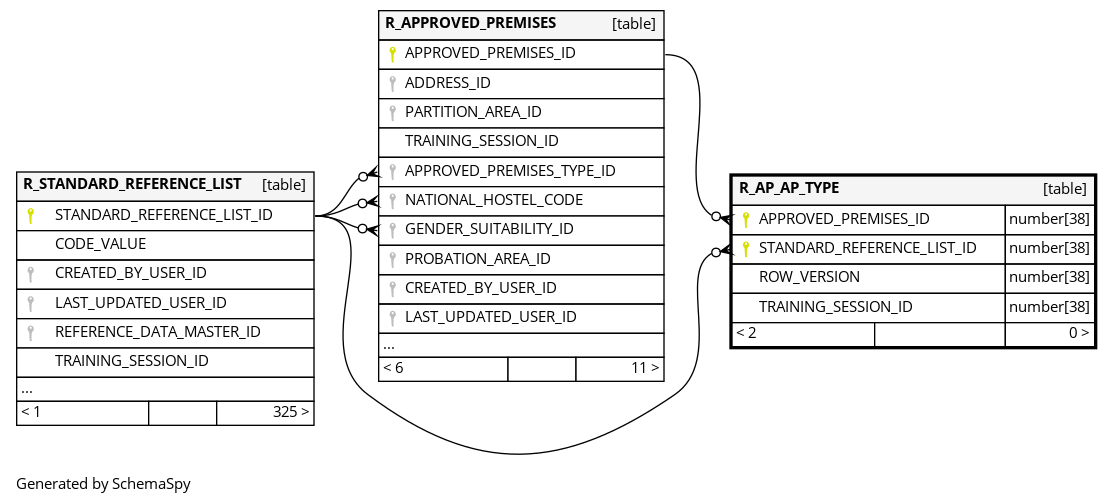 R_APPROVED_PREMISES [table]
APPROVED_PREMISES_ID
ADDRESS_ID
PARTITION_AREA_ID
TRAINING_SESSION_ID
APPROVED_PREMISES_TYPE_ID
NATIONAL_HOSTEL_CODE
GENDER_SUITABILITY_ID
PROBATION_AREA_ID
CREATED_BY_USER_ID
LAST_UPDATED_USER_ID
...
< 6 11 >
R_STANDARD_REFERENCE_LIST [table]
STANDARD_REFERENCE_LIST_ID
CODE_VALUE
CREATED_BY_USER_ID
LAST_UPDATED_USER_ID
REFERENCE_DATA_MASTER_ID
TRAINING_SESSION_ID
...
< 1 325 >
R_AP_AP_TYPE [table]
APPROVED_PREMISES_ID number[38]
STANDARD_REFERENCE_LIST_ID number[38]
ROW_VERSION number[38]
TRAINING_SESSION_ID number[38]
< 2 0 >
Generated by SchemaSpy